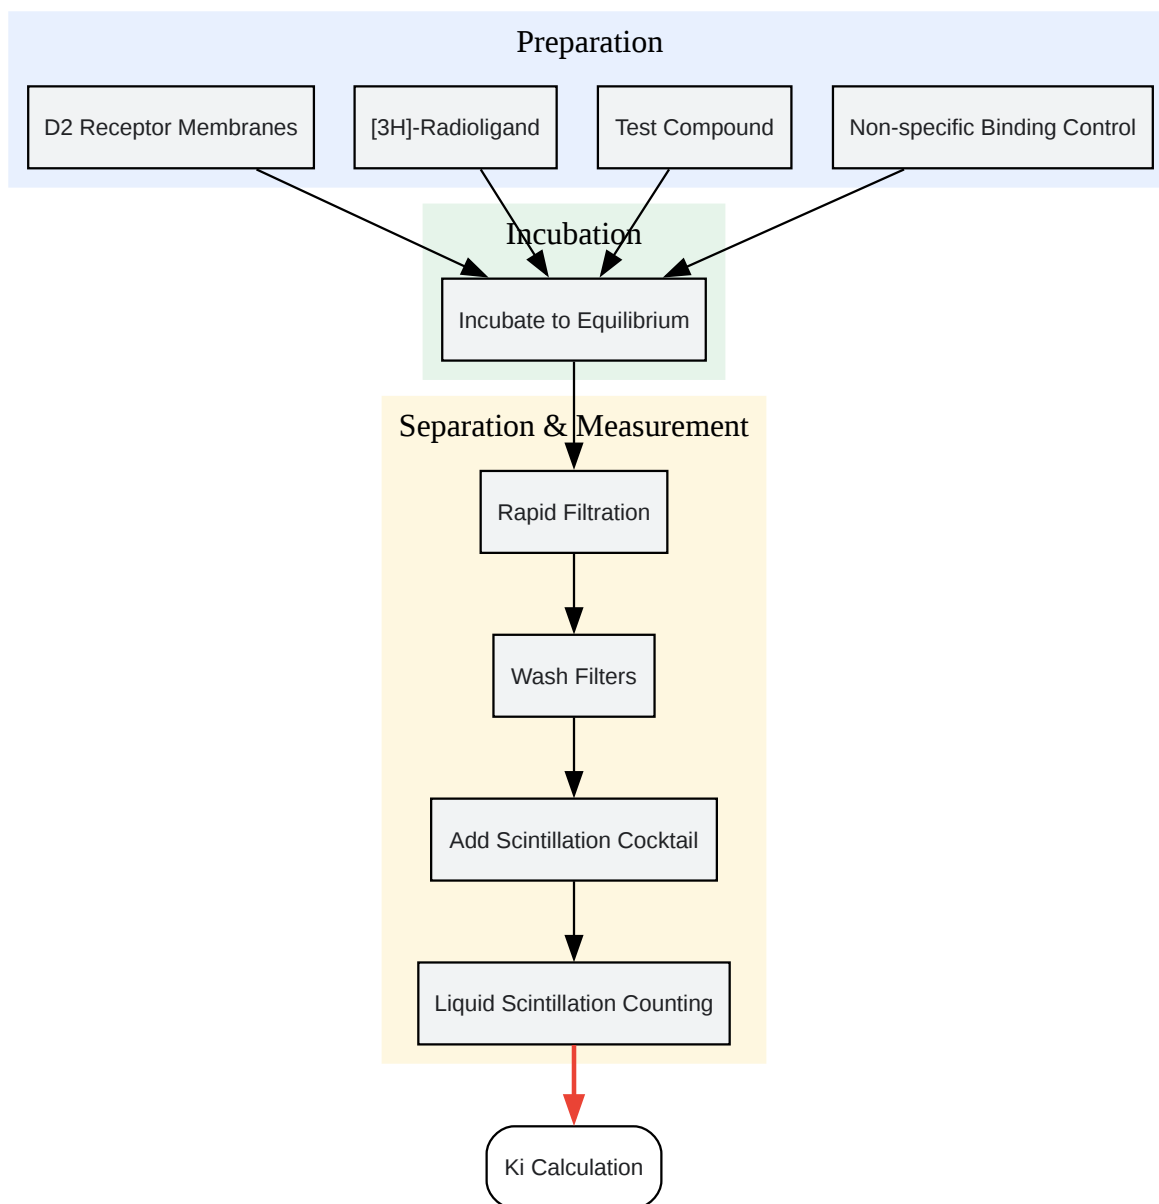 Preparation
D2 Receptor Membranes
[3H]-Radioligand
Test Compound
Non-specific Binding Control
Incubation
Incubate to Equilibrium
Separation & Measurement
Rapid Filtration
Wash Filters
Add Scintillation Cocktail
Liquid Scintillation Counting
Ki Calculation